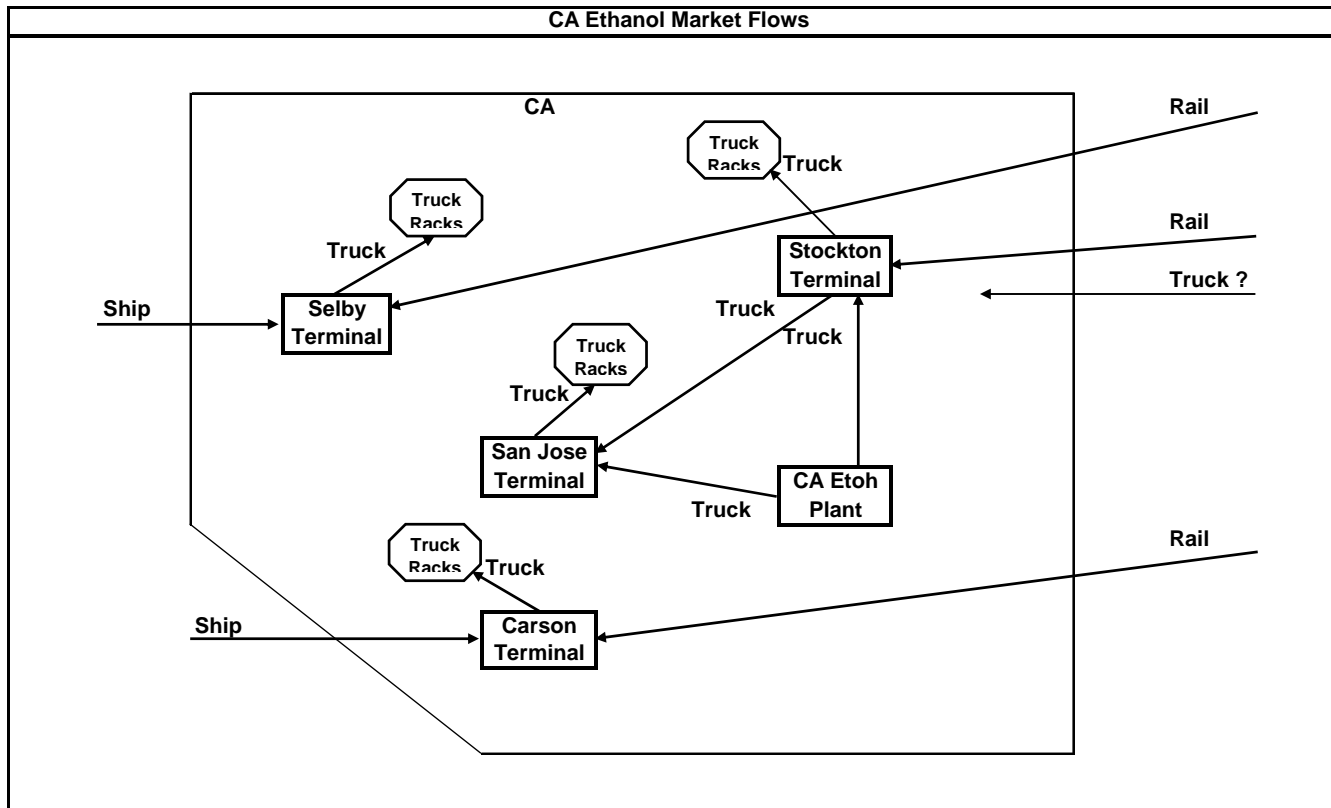 CA Ethanol Market Flows
CA
Rail
Truck
Racks
Truck
Truck
Racks
Truck
Rail
Stockton
Terminal
Truck ?
Ship
Selby
Terminal
Truck
Truck
Truck
Racks
Truck
San Jose
Terminal
CA Etoh
Plant
Truck
Rail
Truck
Racks
Truck
Ship
Carson
Terminal